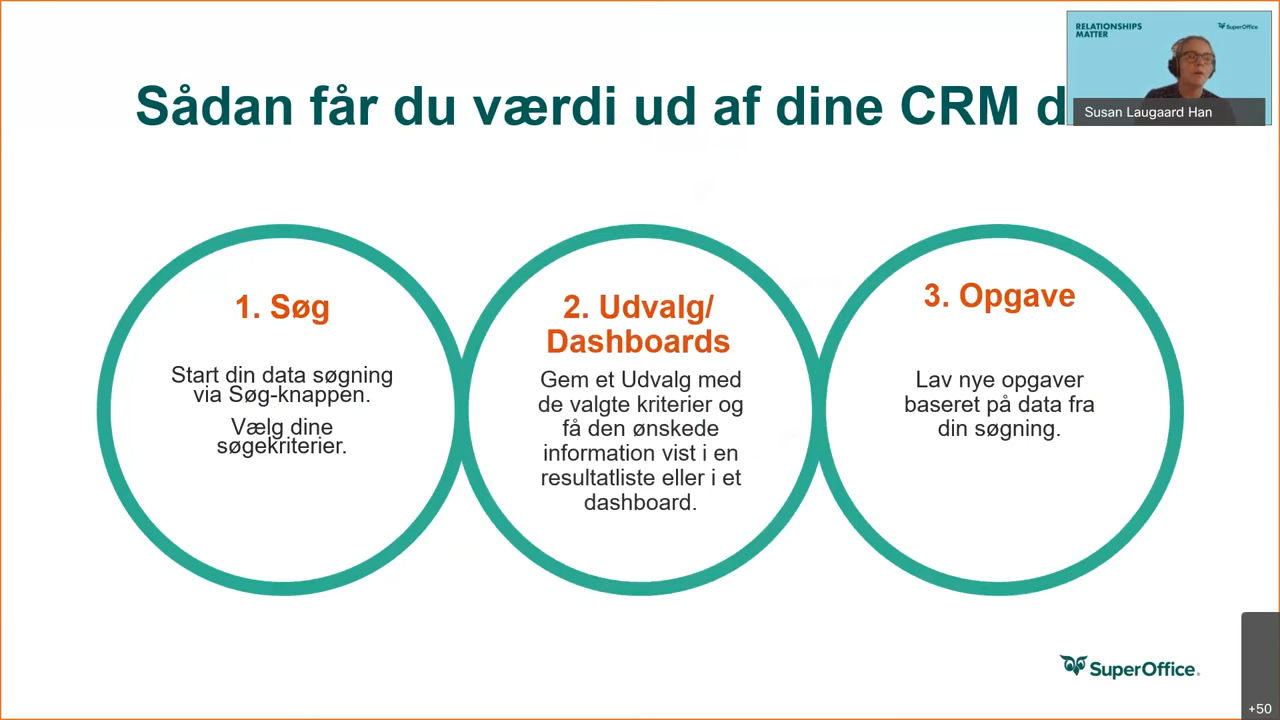 RELATIONSHIPS
MATTER
SuperOffice
Susan Laugaard Han
Sådan får du værdi ud af dine CRM d
1. Søg
Start din data søgning
via Søg-knappen.
Vælg dine
søgekriterier.
2. Udvalg/
Dashboards
Gem et Udvalg med
de valgte kriterier og
få den ønskede
information vist i en
resultatliste eller i et
dashboard.
3. Opgave
Lav nye opgaver
baseret på data fra
din søgning.
SuperOffice.
+50